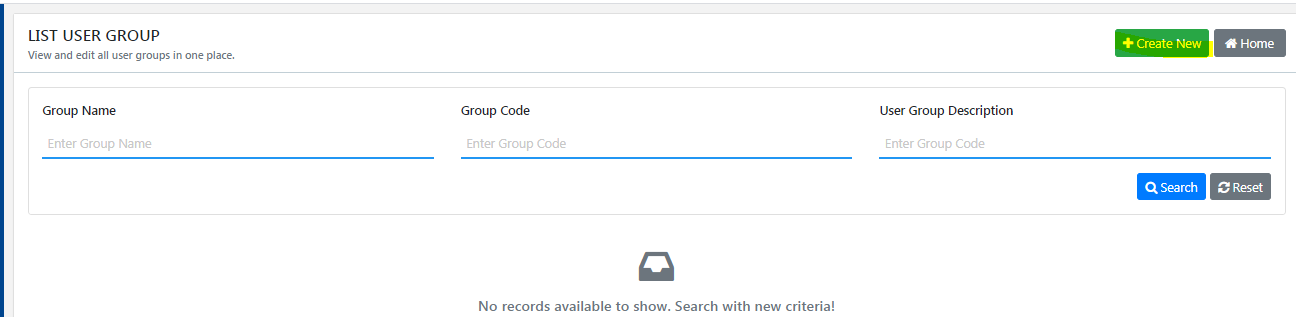 LIST USER GROUP
View and edit all user groups in one place.
Create New
Home
Group Name
Group Code
User Group Description
Enter Group Name
Enter Group Code
Enter Group Code
Search
Reset
No records available to show. Search with new criteria!